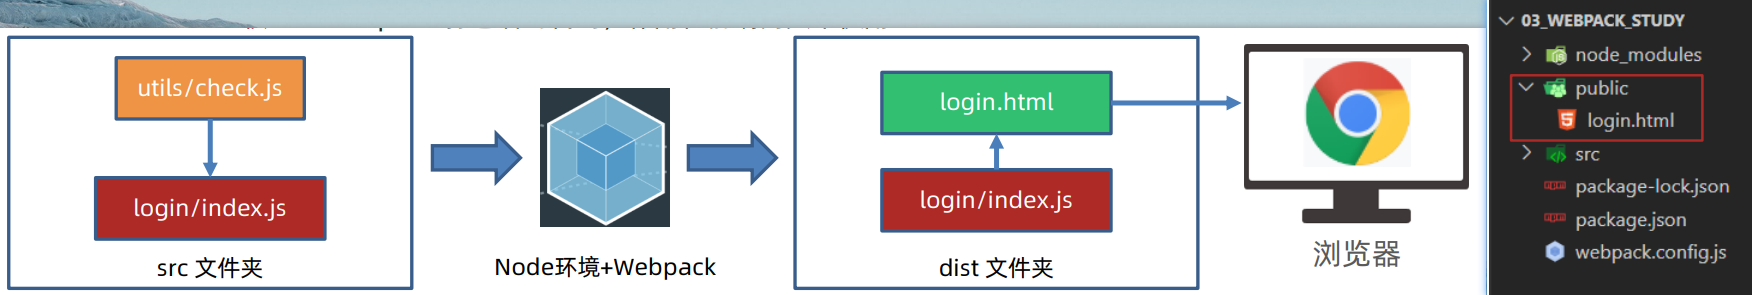 utils/check.js
login/index.js
src 文件夹
Node环境+Webpack
login.html
login/index.js
dist 文件夹
浏览器
03_WEBPACK_STUDY
node_modules
public
login.html
src
package-lock.json
package.json
webpack.config.js